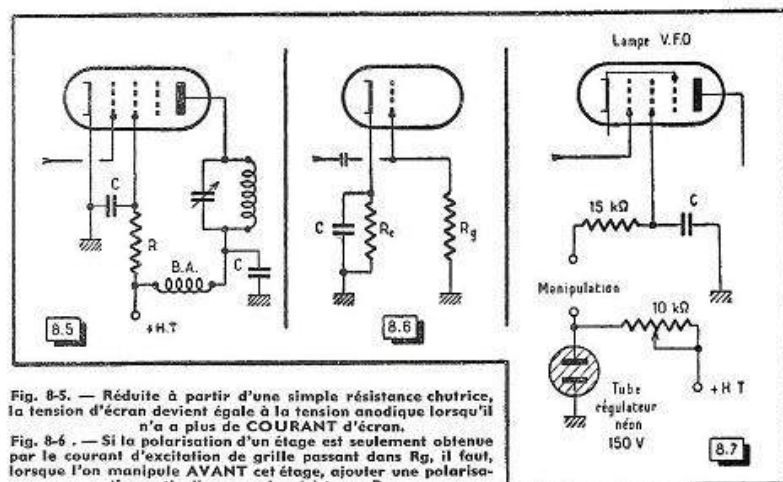 Lampe V.F.O
C
R
B.A.
C
+H.T
8.5
C
Rc
Rg
8.6
15 kΩ
C
Manipulation
10 kΩ
+HT
Tube
régulateur
néon
150 V
8.7
Fig. 8-5. — Réduite à partir d'une simple résistance chutrice,
la tension d'écran devient égale à la tension anodique lorsqu'il
n'a a plus de COURANT d'écran.
Fig. 8-6 . — Si la polarisation d'un étage est seulement obtenue
par le courant d'excitation de grille passant dans Rg, il faut,
lorsque l'on manipule AVANT cet étage, ajouter une polarisa-